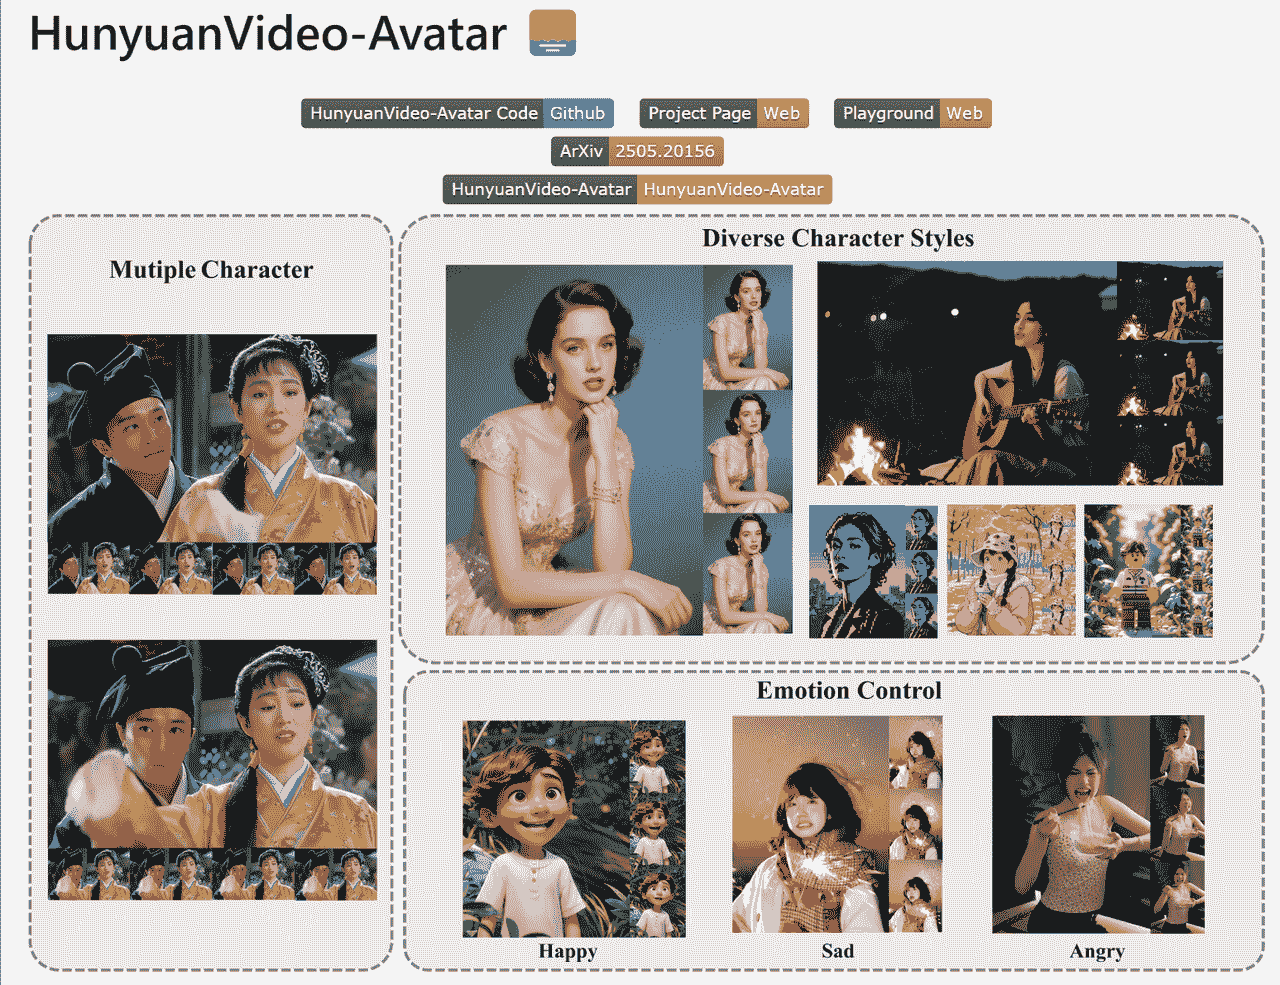 HunyuanVideo-Avatar
HunyuanVideo-Avatar Code Github
Project Page Web
Playground Web
ArXiv 2505.20156
HunyuanVideo-Avatar HunyuanVideo-Avatar
Mutiple Character
Diverse Character Styles
Emotion Control
Happy
Sad
Angry